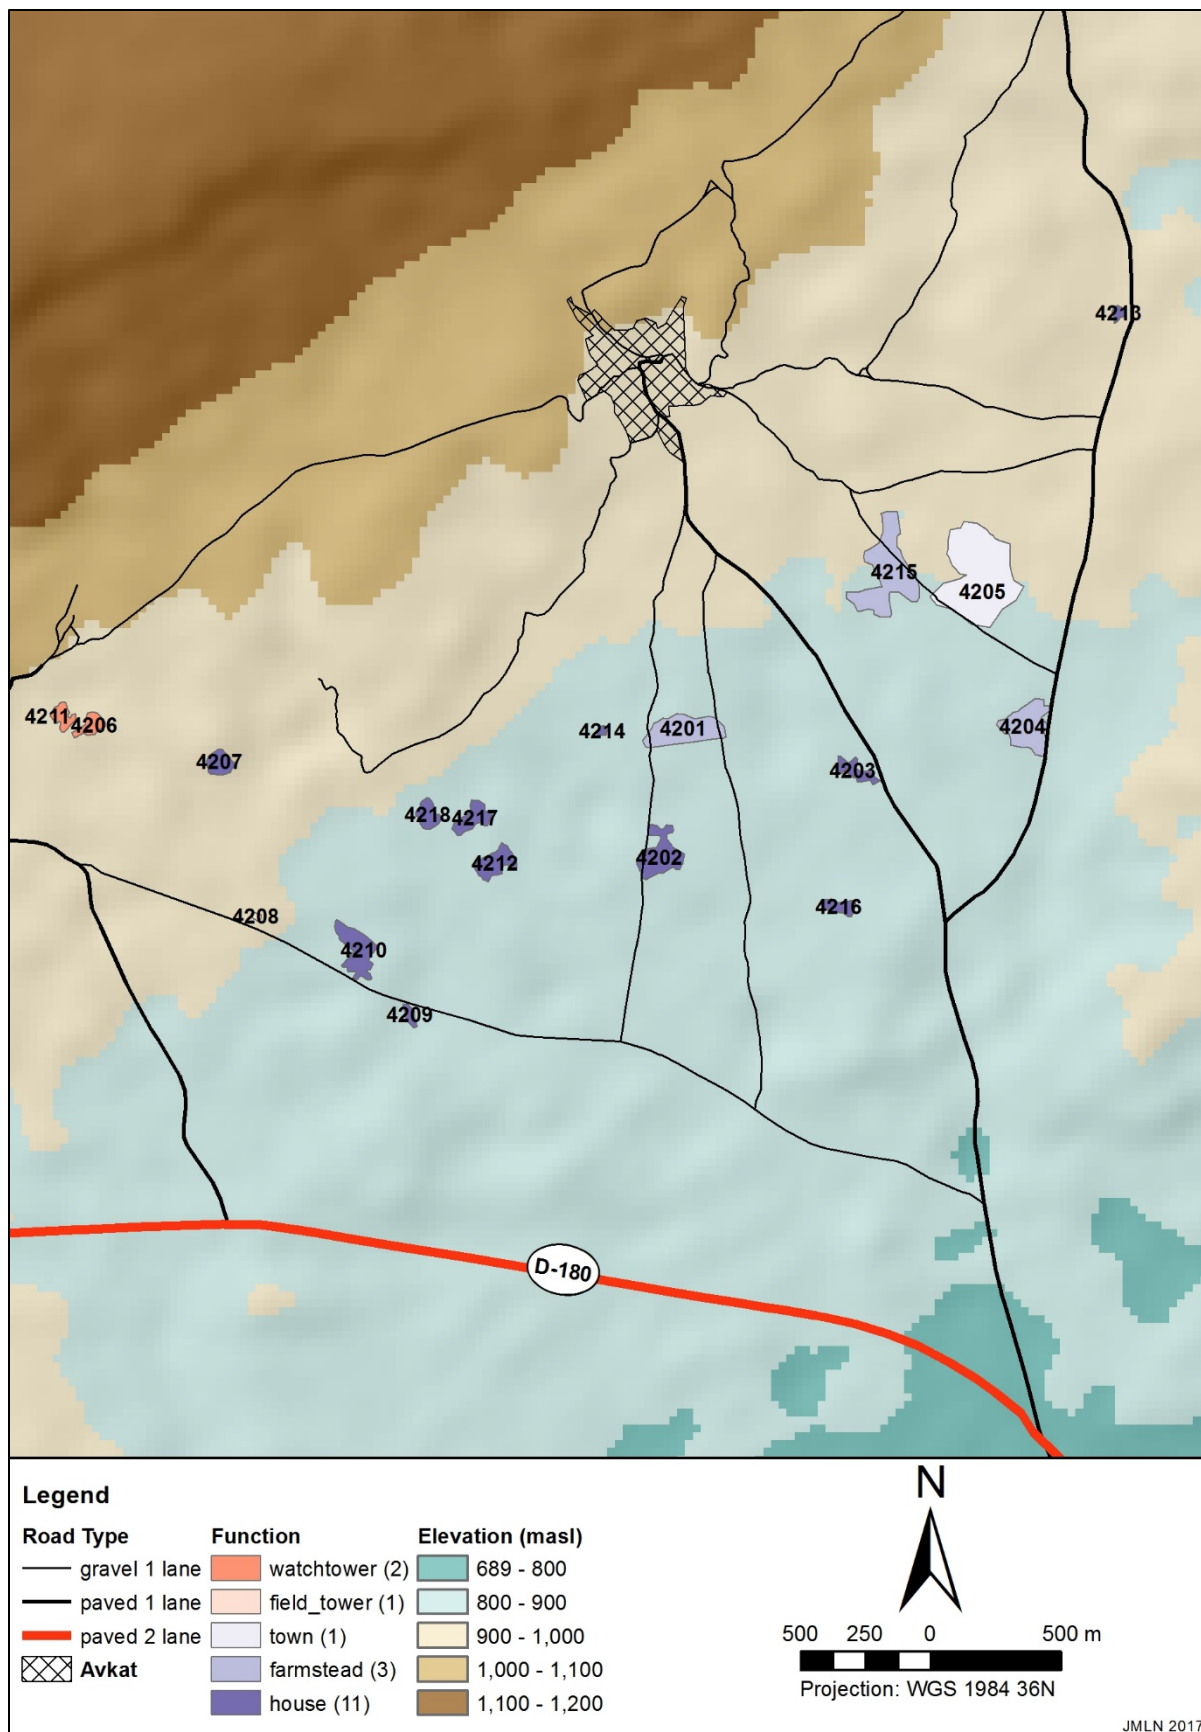 4213
4215
4205
4211
4206
4214
4201
4204
4207
4203
4218
4217
4212
4202
4216
4208
4210
4209
D-180
Legend
N
Road Type
Function
Elevation (masl)
gravel 1 lane
watchtower (2)
689 - 800
paved 1 lane
field_tower (1)
800 - 900
paved 2 lane
town (1)
900 - 1,000
Avkat
farmstead (3)
1,000 - 1,100
house (11)
1,100 - 1,200
500 250 0 500 m
Projection: WGS 1984 36N
JMLN 2017